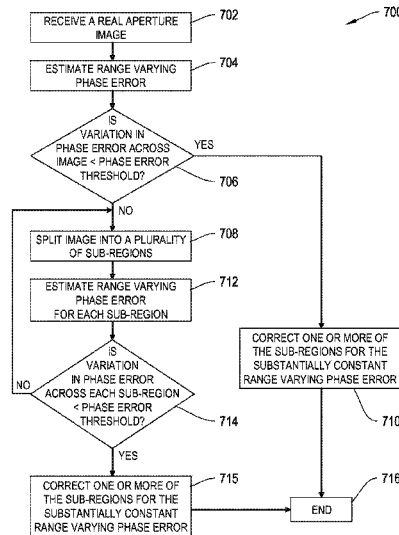 700
RECEIVE A REAL APERTURE
IMAGE
702
ESTIMATE RANGE VARYING
PHASE ERROR
704
IS
VARIATION IN
PHASE ERROR ACROSS
IMAGE < PHASE ERROR
THRESHOLD?
YES
706
NO
SPLIT IMAGE INTO A PLURALITY
OF SUB-REGIONS
708
ESTIMATE RANGE VARYING
PHASE ERROR
FOR EACH SUB-REGION
712
IS
VARIATION
IN PHASE ERROR
ACROSS EACH SUB-REGION
< PHASE ERROR
THRESHOLD?
NO
714
YES
CORRECT ONE OR MORE OF
THE SUB-REGIONS FOR THE
SUBSTANTIALLY CONSTANT
RANGE VARYING PHASE ERROR
710
CORRECT ONE OR MORE OF
THE SUB-REGIONS FOR THE
SUBSTANTIALLY CONSTANT
RANGE VARYING PHASE ERROR
715
END
716